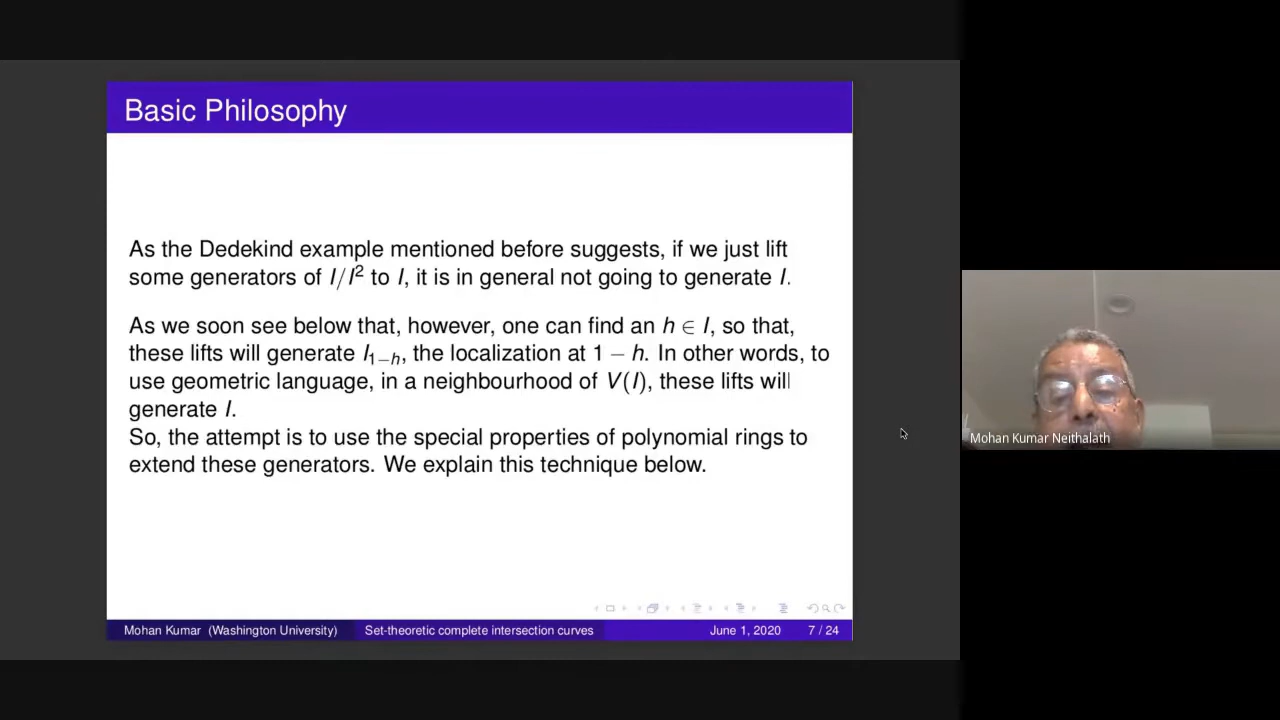 Basic Philosophy
As the Dedekind example mentioned before suggests, if we just lift
some generators of I/I² to I, it is in general not going to generate I.
As we soon see below that, however, one can find an h ∈ I, so that,
these lifts will generate I₁₋ₕ, the localization at 1 − h. In other words, to
use geometric language, in a neighbourhood of V(I), these lifts will
generate I.
So, the attempt is to use the special properties of polynomial rings to
extend these generators. We explain this technique below.
Mohan Kumar (Washington University) Set-theoretic complete intersection curves June 1, 2020 7 / 24
Mohan Kumar Neithalath